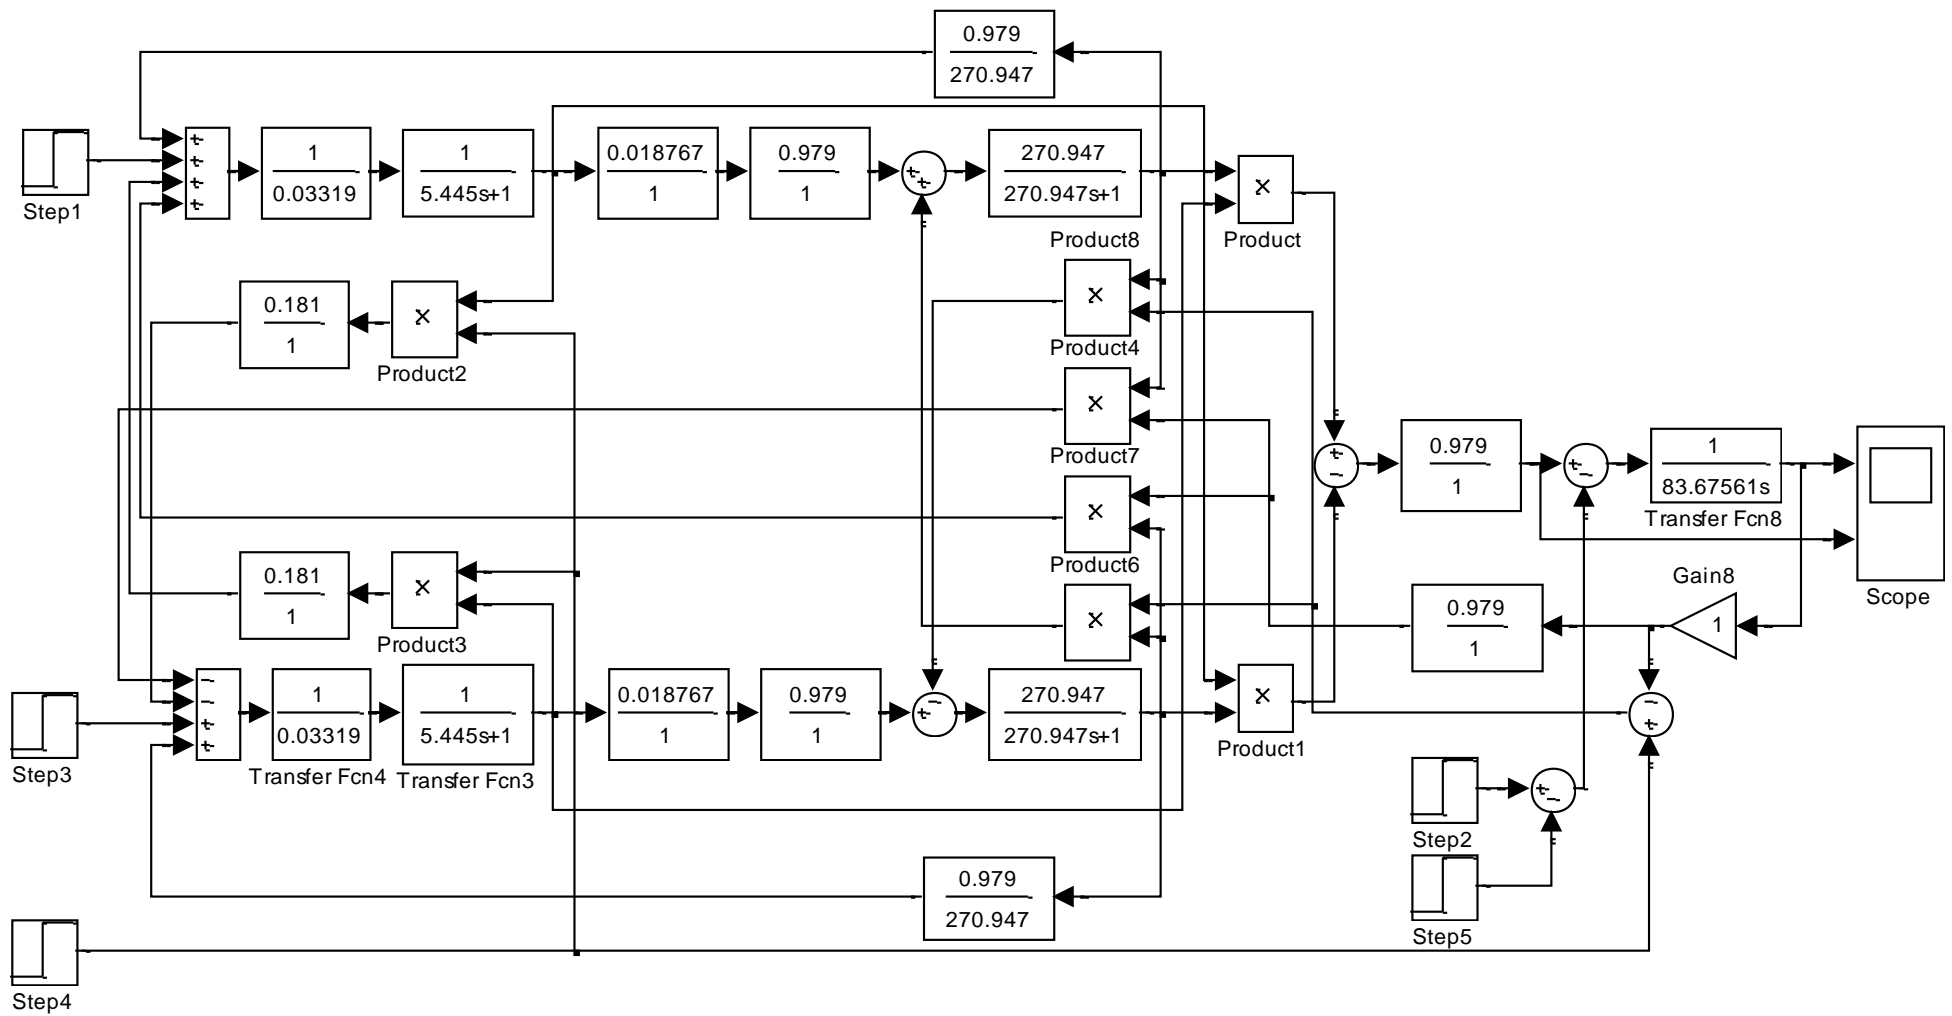 0.979
270.947
Step1
+
+
+
+
1
0.03319
1
5.445s+1
0.018767
1
0.979
1
+
+
270.947
270.947s+1
×
Product
Product8
×
Product4
0.181
1
×
Product2
×
Product7
+
−
0.979
1
+
−
1
83.67561s
Transfer Fcn8
Scope
×
Product6
0.181
1
×
Product3
×
0.979
1
Gain8
1
Step3
−
−
+
+
1
0.03319
Transfer Fcn4
1
5.445s+1
Transfer Fcn3
0.018767
1
0.979
1
−
+
270.947
270.947s+1
×
Product1
−
+
Step2
+
−
Step5
0.979
270.947
Step4